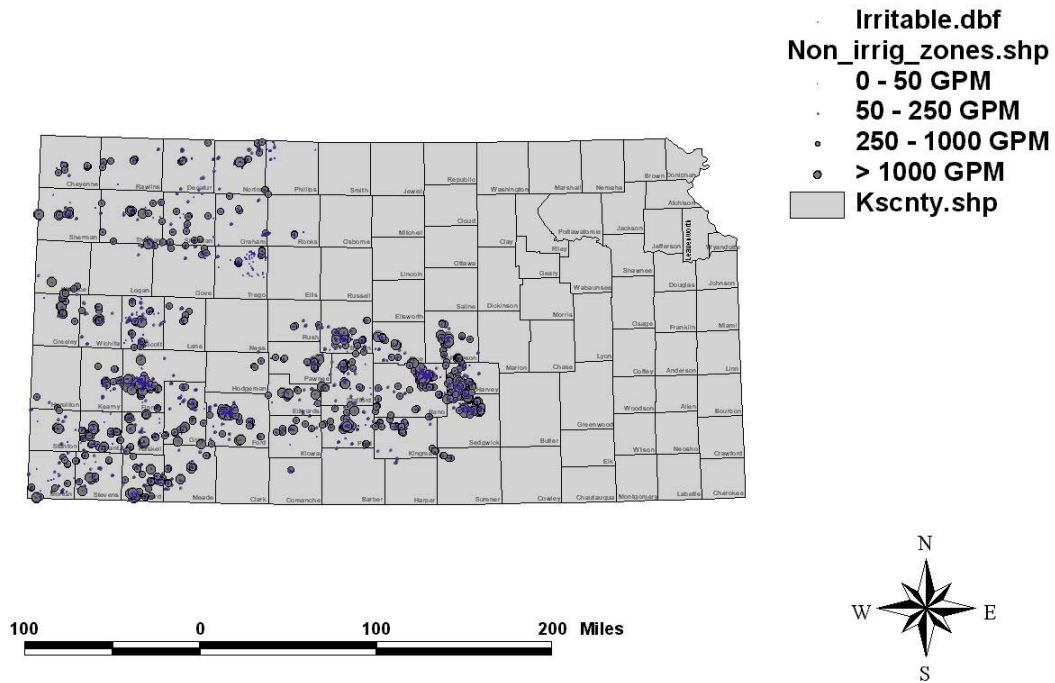 Irritable.dbf
Non_irrig_zones.shp
0 - 50 GPM
50 - 250 GPM
250 - 1000 GPM
> 1000 GPM
Kscnty.shp
Cheyenne
Rawlins
Decatur
Norton
Phillips
Smith
Jewell
Republic
Washington
Marshall
Nemaha
Brown
Doniphan
Atchison
Sherman
Graham
Rooks
Osborne
Mitchell
Cloud
Clay
Riley
Pottawatomie
Jackson
Jefferson
Leavenworth
Wyandotte
Logan
Gove
Trego
Ellis
Russell
Lincoln
Ottawa
Saline
Dickinson
Geary
Wabaunsee
Shawnee
Douglas
Johnson
Greeley
Wichita
Scott
Lane
Ness
Rush
Ellsworth
Morris
Osage
Franklin
Miami
Hamilton
Kearny
Hodgeman
Pawnee
Edwards
Reno
Harvey
Marion
Chase
Lyon
Coffey
Anderson
Linn
Ford
Kiowa
Kingman
Sedgwick
Butler
Greenwood
Woodson
Allen
Bourbon
Stevens
Meade
Clark
Comanche
Barber
Harper
Sumner
Cowley
Elk
Chautauqua
Wilson
Montgomery
Neosho
Labette
Crawford
Cherokee
100 0 100 200 Miles
N
W E
S